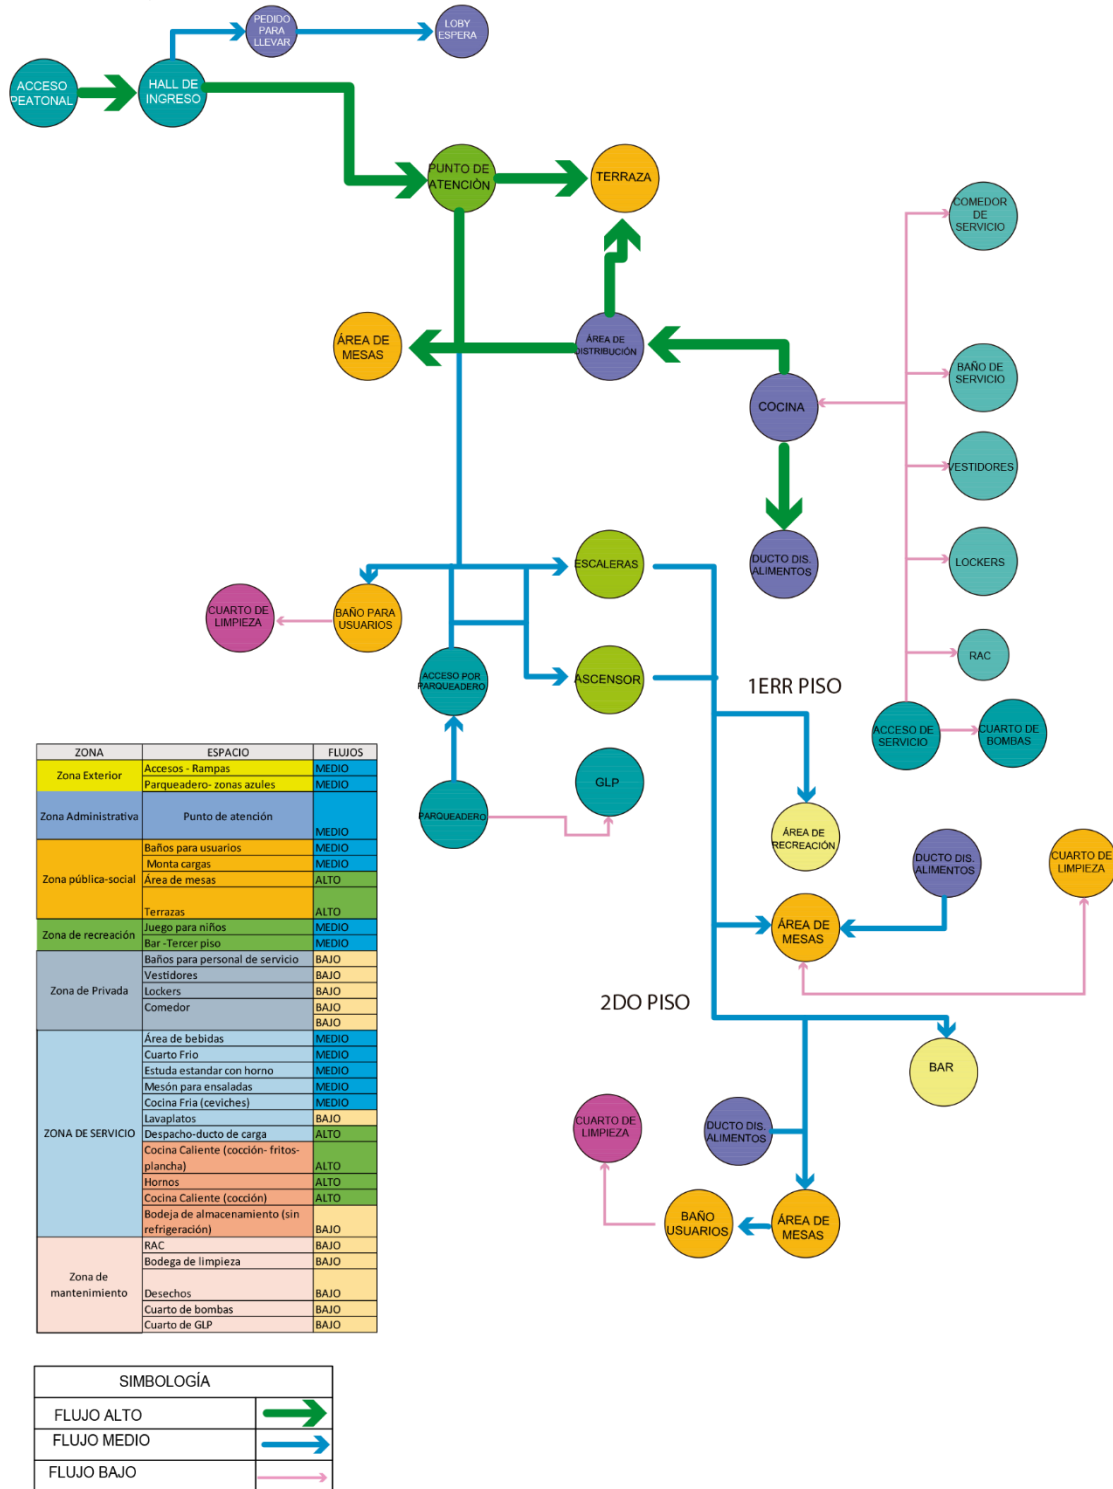 PEDIDO
PARA
LLEVAR
LOBY
ESPERA
ACCESO
PEATONAL
HALL DE
INGRESO
PUNTO DE
ATENCIÓN
TERRAZA
COMEDOR
DE
SERVICIO
ÁREA DE
MESAS
ÁREA DE
DISTRIBUCIÓN
BAÑO DE
SERVICIO
COCINA
VESTIDORES
ESCALERAS
DUCTO DIS.
ALIMENTOS
LOCKERS
CUARTO DE
LIMPIEZA
BAÑO PARA
USUARIOS
RAC
ACCESO POR
PARQUEADERO
ASCENSOR
1ERR PISO
ACCESO DE
SERVICIO
CUARTO DE
BOMBAS
GLP
PARQUEADERO
ÁREA DE
RECREACIÓN
DUCTO DIS.
ALIMENTOS
CUARTO DE
LIMPIEZA
ÁREA DE
MESAS
2DO PISO
BAR
CUARTO DE
LIMPIEZA
DUCTO DIS.
ALIMENTOS
BAÑO
USUARIOS
ÁREA DE
MESAS
ZONA ESPACIO FLUJOS
Zona Exterior
Accesos - Rampas MEDIO
Parqueadero- zonas azules MEDIO
Zona Administrativa Punto de atención MEDIO
Zona pública-social
Baños para usuarios MEDIO
Monta cargas MEDIO
Área de mesas ALTO
Terrazas ALTO
Zona de recreación
Juego para niños MEDIO
Bar -Tercer piso MEDIO
Zona de Privada
Baños para personal de servicio BAJO
Vestidores BAJO
Lockers BAJO
Comedor BAJO
BAJO
ZONA DE SERVICIO
Área de bebidas MEDIO
Cuarto Frio MEDIO
Estuda estandar con horno MEDIO
Mesón para ensaladas MEDIO
Cocina Fria (ceviches) MEDIO
Lavaplatos BAJO
Despacho-ducto de carga ALTO
Cocina Caliente (cocción- fritos-
plancha) ALTO
Hornos ALTO
Cocina Caliente (cocción) ALTO
Bodeja de almacenamiento (sin
refrigeración) BAJO
Zona de
mantenimiento
RAC BAJO
Bodega de limpieza BAJO
Desechos BAJO
Cuarto de bombas BAJO
Cuarto de GLP BAJO
SIMBOLOGÍA
FLUJO ALTO
FLUJO MEDIO
FLUJO BAJO